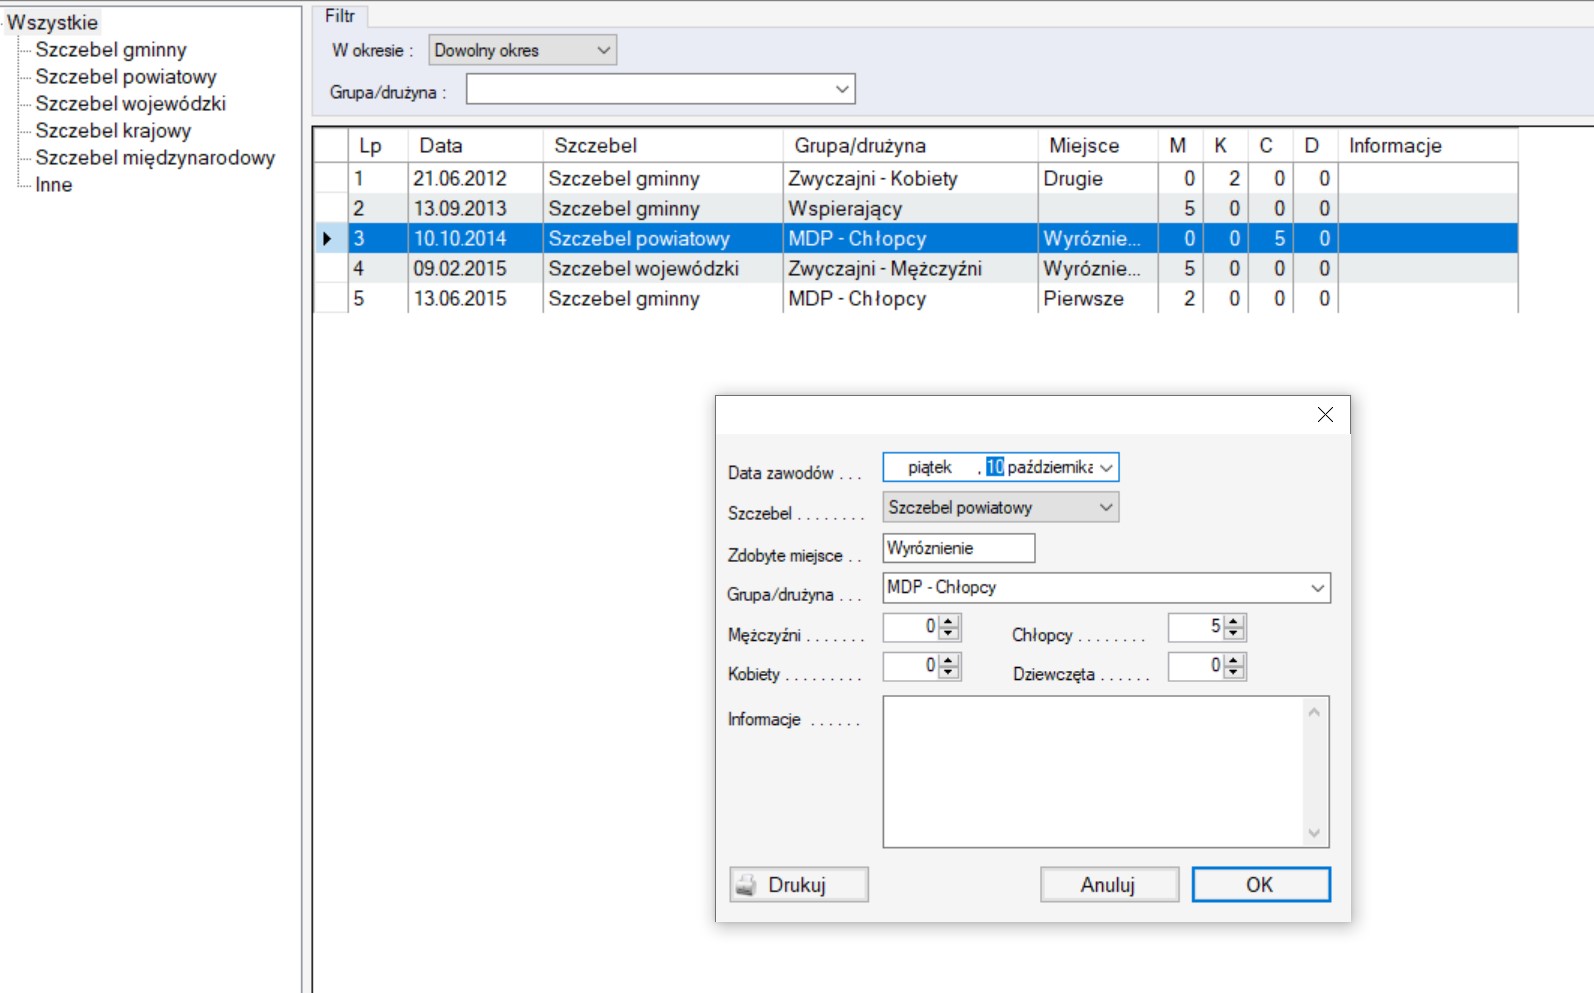 Wszystkie
Szczebel gminny
Szczebel powiatowy
Szczebel wojewódzki
Szczebel krajowy
Szczebel międzynarodowy
Inne
Filtr
W okresie : Dowolny okres
Grupa/drużyna :
Lp Data Szczebel Grupa/drużyna Miejsce M K C D Informacje
1 21.06.2012 Szczebel gminny Zwyczajni - Kobiety Drugie 0 2 0 0
2 13.09.2013 Szczebel gminny Wspierający 5 0 0 0
3 10.10.2014 Szczebel powiatowy MDP - Chłopcy Wyróznie... 0 0 5 0
4 09.02.2015 Szczebel wojewódzki Zwyczajni - Mężczyźni Wyróznie... 5 0 0 0
5 13.06.2015 Szczebel gminny MDP - Chłopcy Pierwsze 2 0 0 0
Data zawodów . . . piątek , 10 października
Szczebel . . . . . . . . Szczebel powiatowy
Zdobyte miejsce . . Wyróznienie
Grupa/drużyna . . . MDP - Chłopcy
Mężczyźni . . . . . . . 0 Chłopcy . . . . . . . . 5
Kobiety . . . . . . . . . 0 Dziewczęta . . . . . . 0
Informacje . . . . . .
Drukuj Anuluj OK